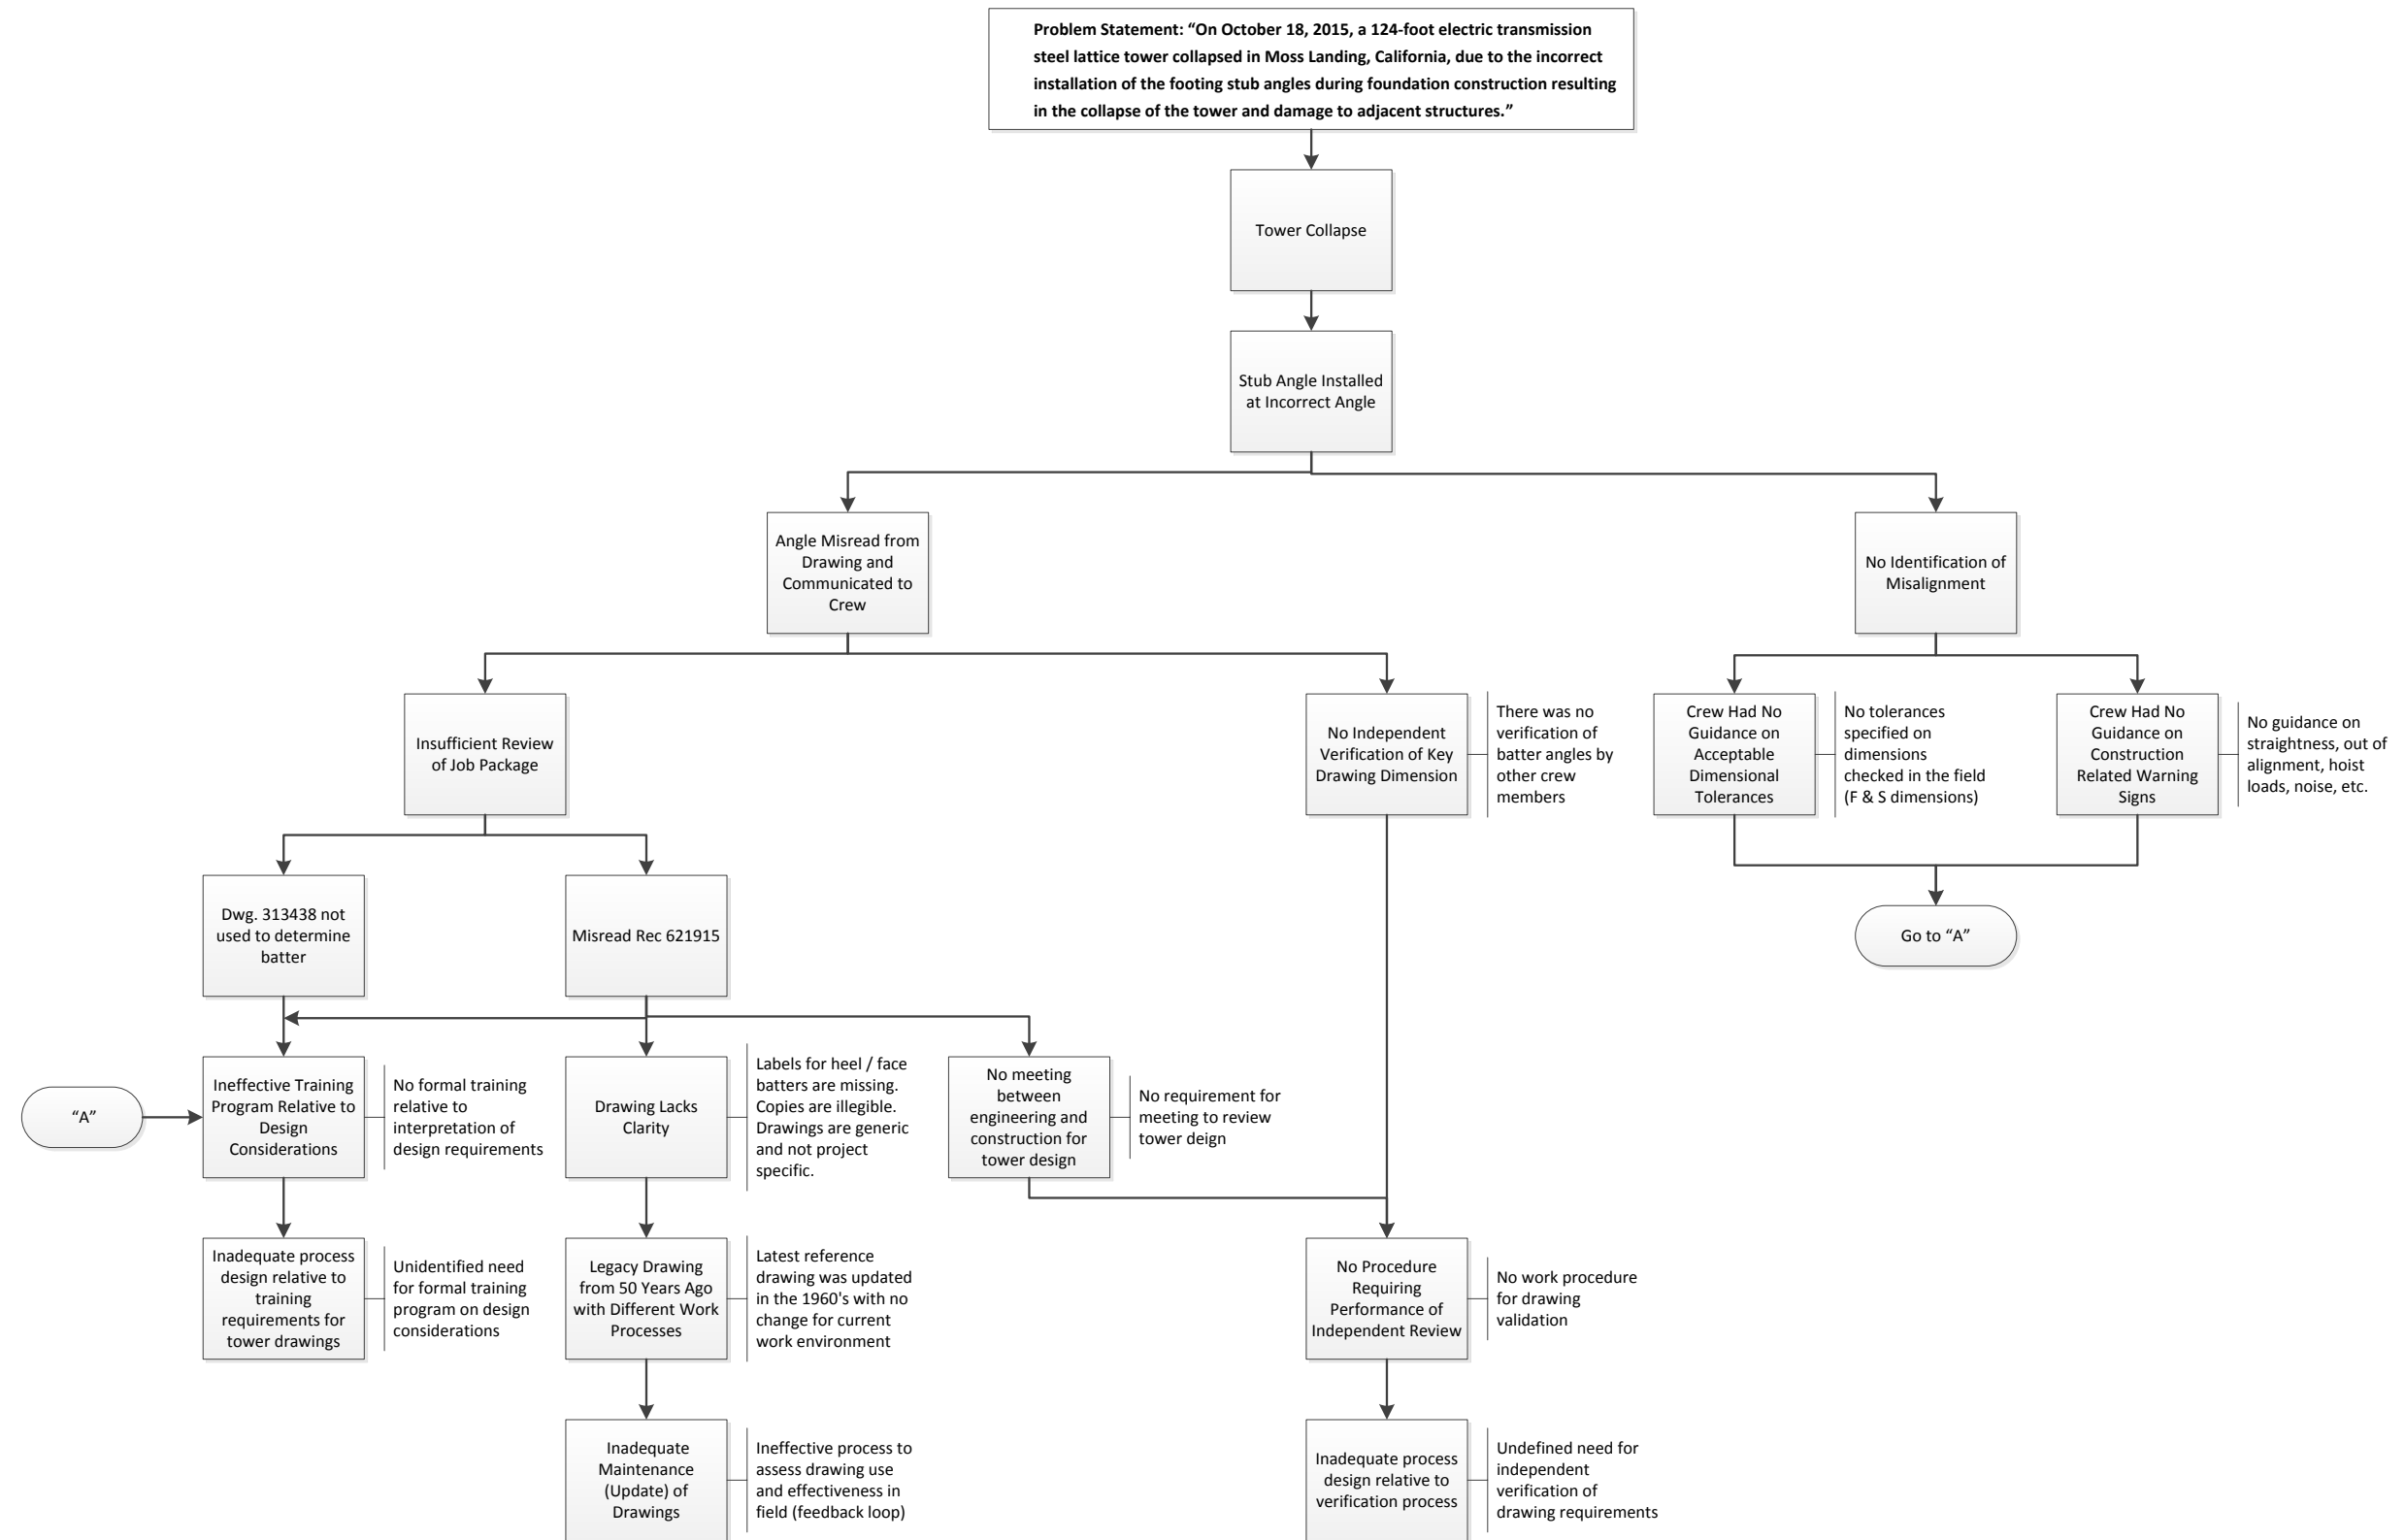 Problem Statement: “On October 18, 2015, a 124-foot electric transmission
steel lattice tower collapsed in Moss Landing, California, due to the incorrect
installation of the footing stub angles during foundation construction resulting
in the collapse of the tower and damage to adjacent structures.”
Tower Collapse
Stub Angle Installed
at Incorrect Angle
Angle Misread from
Drawing and
Communicated to
Crew
No Identification of
Misalignment
Insufficient Review
of Job Package
No Independent
Verification of Key
Drawing Dimension
There was no
verification of
batter angles by
other crew
members
Crew Had No
Guidance on
Acceptable
Dimensional
Tolerances
No tolerances
specified on
dimensions
checked in the field
(F & S dimensions)
Crew Had No
Guidance on
Construction
Related Warning
Signs
No guidance on
straightness, out of
alignment, hoist
loads, noise, etc.
Dwg. 313438 not
used to determine
batter
Misread Rec 621915
Go to “A”
“A”
Ineffective Training
Program Relative to
Design
Considerations
No formal training
relative to
interpretation of
design requirements
Drawing Lacks
Clarity
Labels for heel / face
batters are missing.
Copies are illegible.
Drawings are generic
and not project
specific.
No meeting
between
engineering and
construction for
tower design
No requirement for
meeting to review
tower deign
Inadequate process
design relative to
training
requirements for
tower drawings
Unidentified need
for formal training
program on design
considerations
Legacy Drawing
from 50 Years Ago
with Different Work
Processes
Latest reference
drawing was updated
in the 1960's with no
change for current
work environment
No Procedure
Requiring
Performance of
Independent Review
No work procedure
for drawing
validation
Inadequate
Maintenance
(Update) of
Drawings
Ineffective process to
assess drawing use
and effectiveness in
field (feedback loop)
Inadequate process
design relative to
verification process
Undefined need for
independent
verification of
drawing requirements